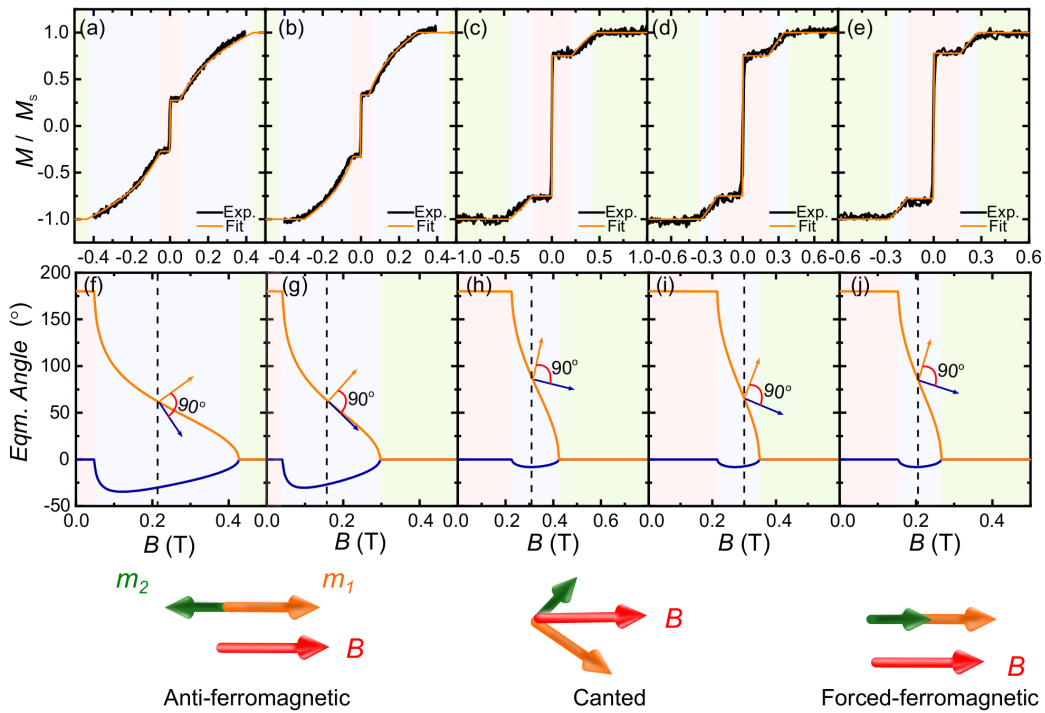 (a) (b) (c) (d) (e)
1.0
0.5
0.0
-0.5
-1.0
M / Ms
Exp. Exp. Exp. Exp. Exp.
Fit Fit Fit Fit Fit
-0.4 -0.2 0.0 0.2 0.4 -0.4 -0.2 0.0 0.2 0.4 -1.0 -0.5 0.0 0.5 1.0 -0.6 -0.3 0.0 0.3 0.6 -0.6 -0.3 0.0 0.3 0.6
(f) (g) (h) (i) (j)
200
150
100
50
0
-50
Eqm. Angle (°)
90° 90° 90° 90° 90°
0.0 0.2 0.4 0.0 0.2 0.4 0.0 0.2 0.4 0.6 0.0 0.2 0.4 0.6 0.0 0.2 0.4
B (T) B (T) B (T) B (T) B (T)
m2 m1
B B B
Anti-ferromagnetic Canted Forced-ferromagnetic